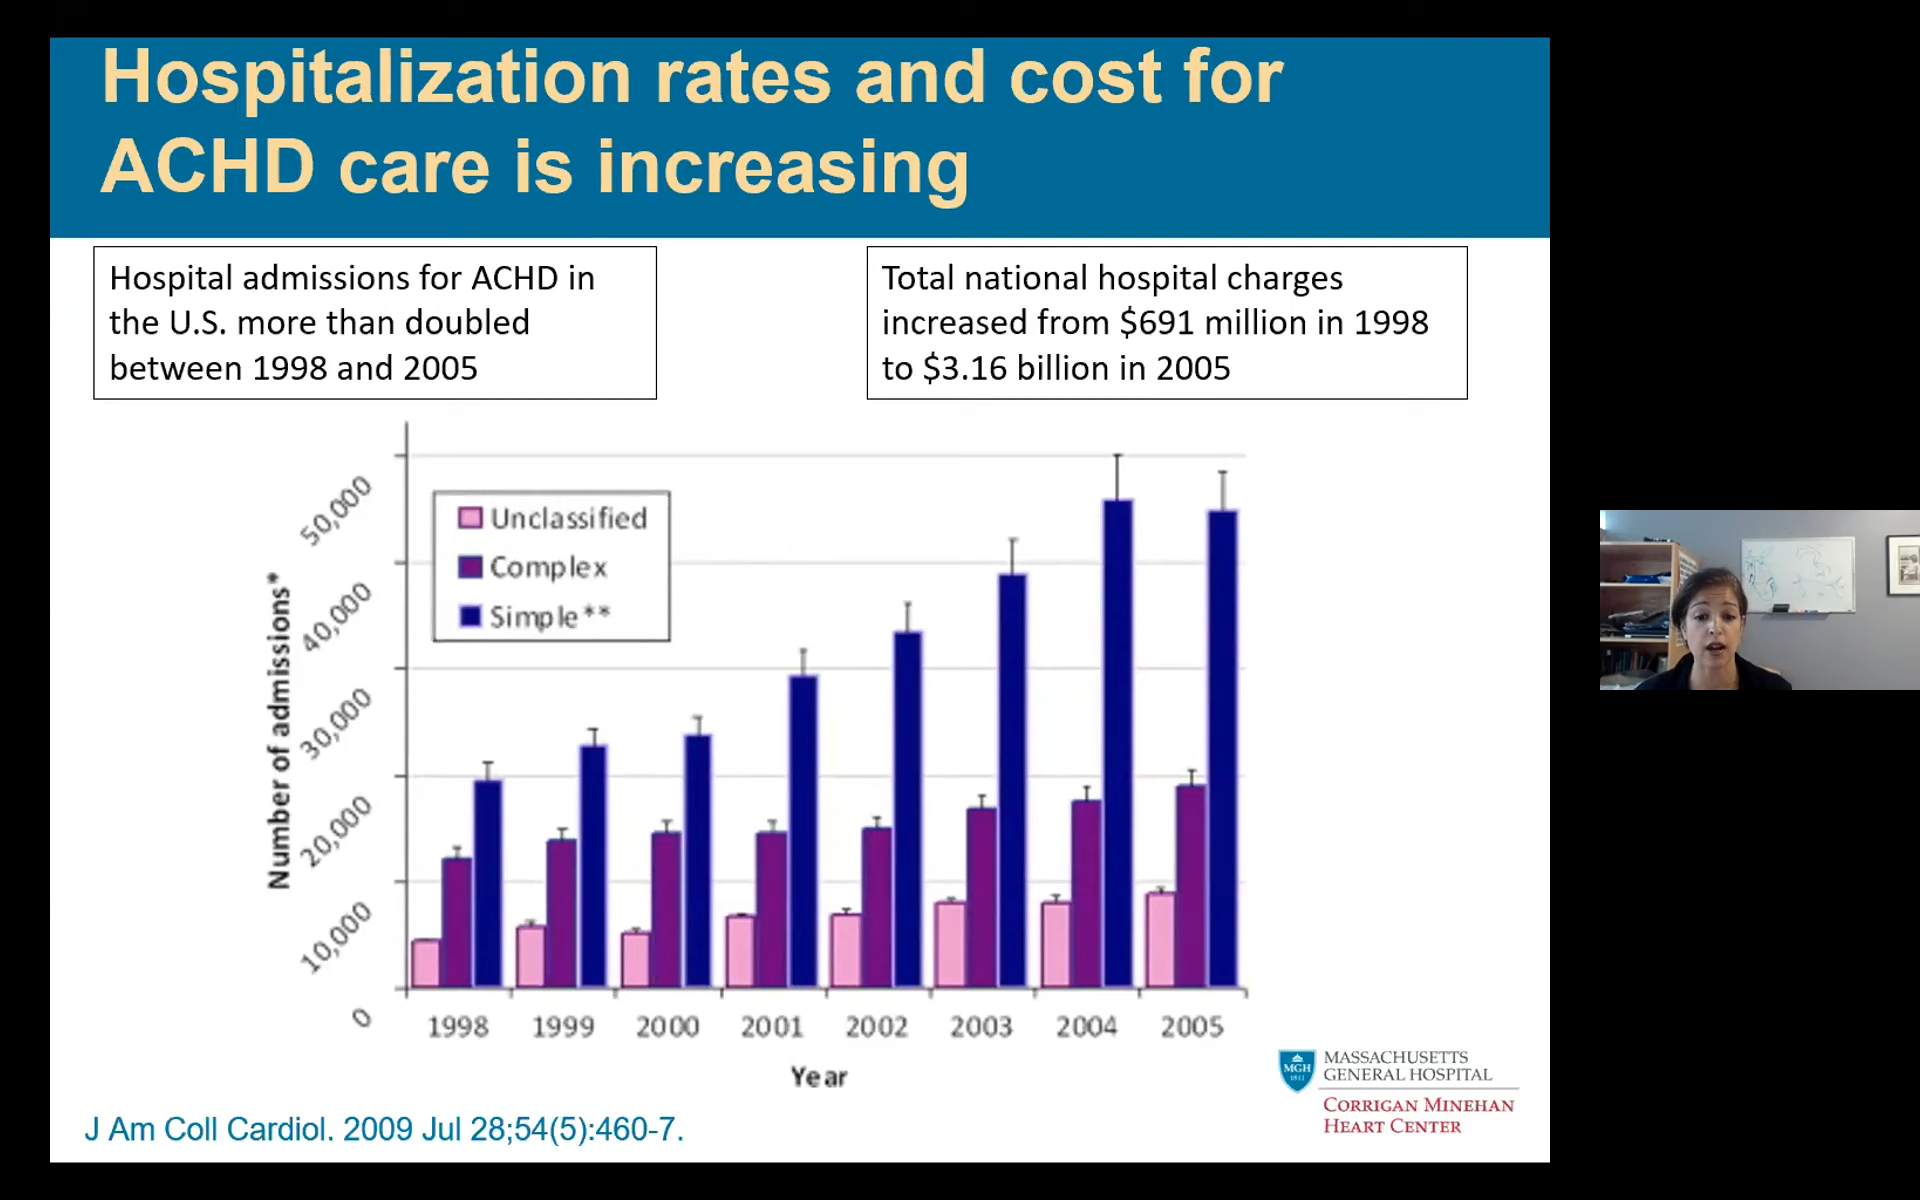 Hospitalization rates and cost for
ACHD care is increasing
Hospital admissions for ACHD in
the U.S. more than doubled
between 1998 and 2005
Total national hospital charges
increased from $691 million in 1998
to $3.16 billion in 2005
Number of admissions*
50,000
40,000
30,000
20,000
10,000
0
Unclassified
Complex
Simple**
1998 1999 2000 2001 2002 2003 2004 2005
Year
J Am Coll Cardiol. 2009 Jul 28;54(5):460-7.
MGH
1811
MASSACHUSETTS
GENERAL HOSPITAL
CORRIGAN MINEHAN
HEART CENTER